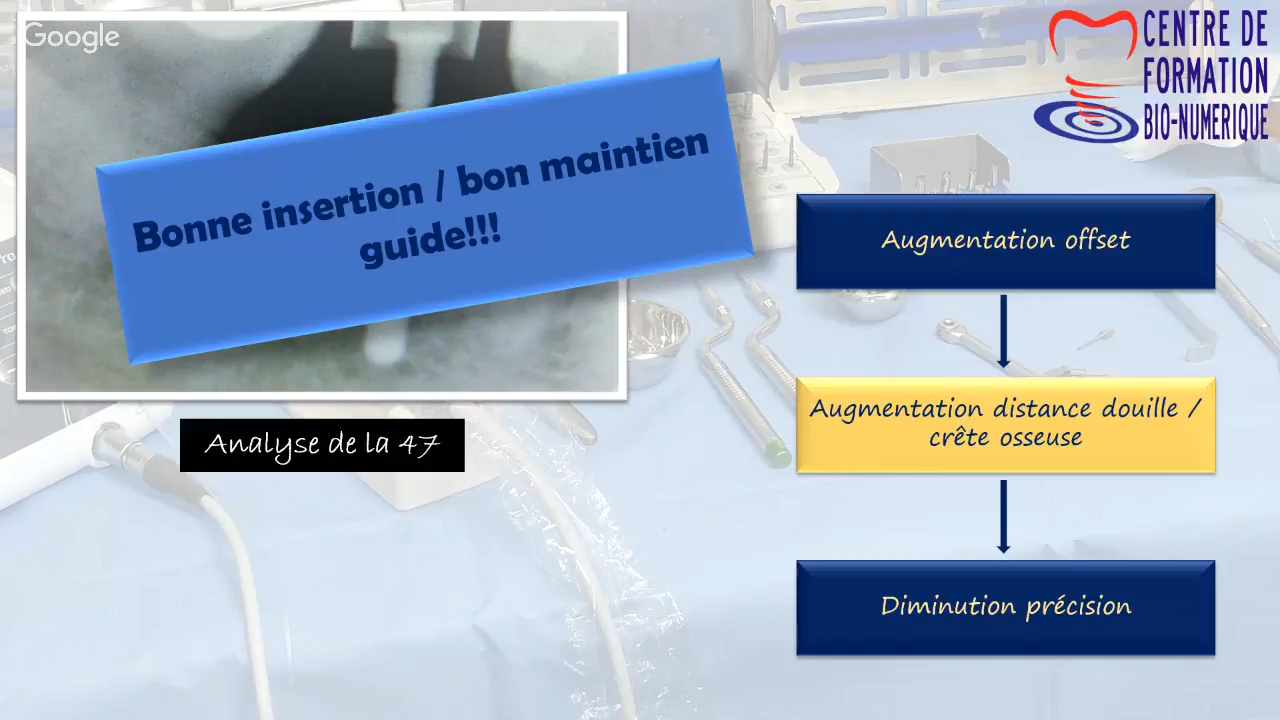 Google
CENTRE DE
FORMATION
BIO-NUMERIQUE
Bonne insertion / bon maintien
guide!!!
Analyse de la 47
Augmentation offset
Augmentation distance douille /
crête osseuse
Diminution précision